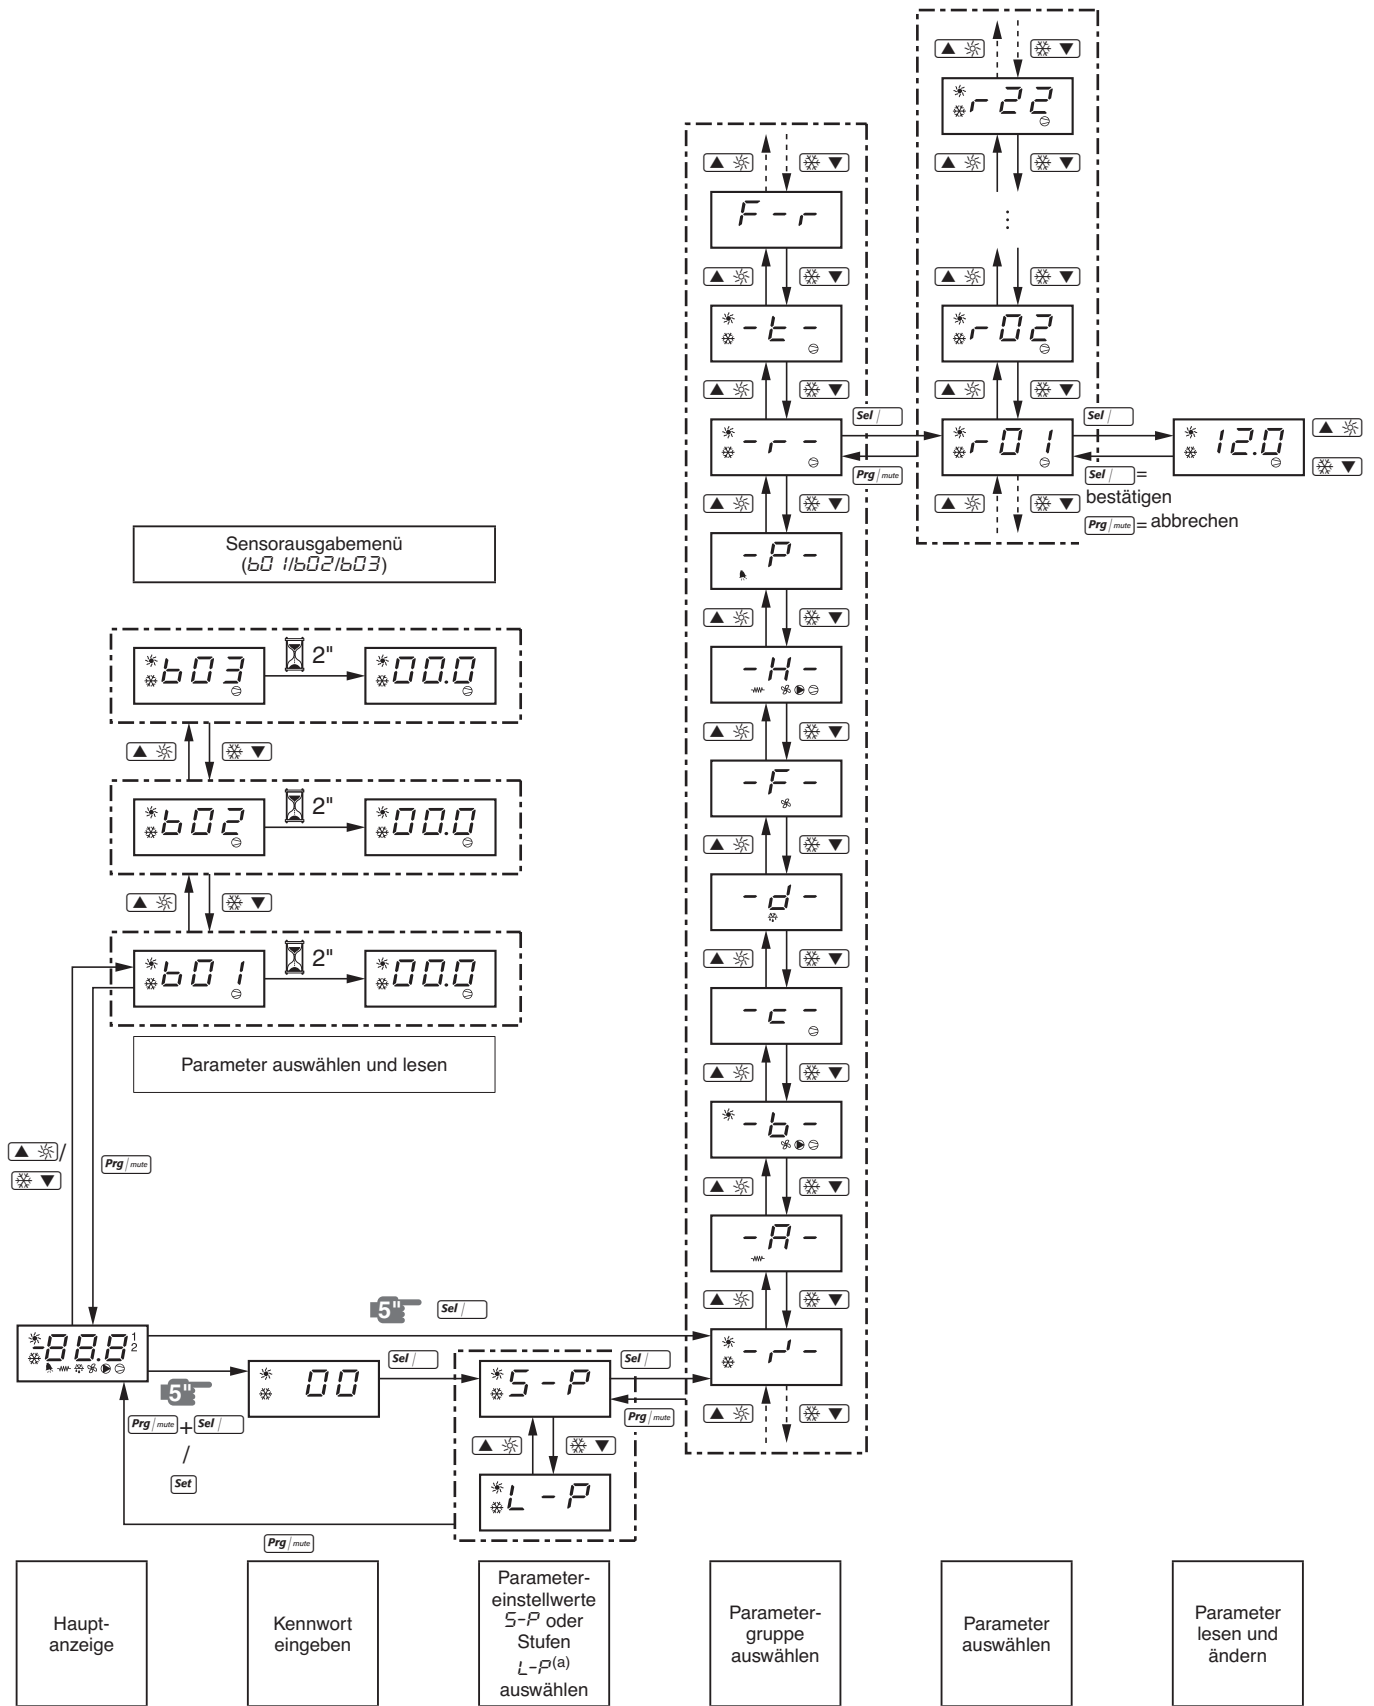 r22
F-r
-t-
r02
-r-
Sel
Prg/mute
r01
Sel
12.0
Sel =
bestätigen
Prg/mute = abbrechen
-P-
-H-
-F-
-d-
-c-
-b-
-A-
Sensorausgabemenü
(b01/b02/b03)
b03
2"
00.0
b02
2"
00.0
b01
2"
00.0
Parameter auswählen und lesen
/
Prg/mute
5"
Sel
-88.8
1
2
00
Sel
S-P
Sel
Prg/mute
5"
Prg/mute + Sel
/
Set
L-P
Prg/mute
Haupt-
anzeige
Kennwort
eingeben
Parameter-
einstellwerte
S-P oder
Stufen
L-P(a)
auswählen
Parameter-
gruppe
auswählen
Parameter
auswählen
Parameter
lesen und
ändern